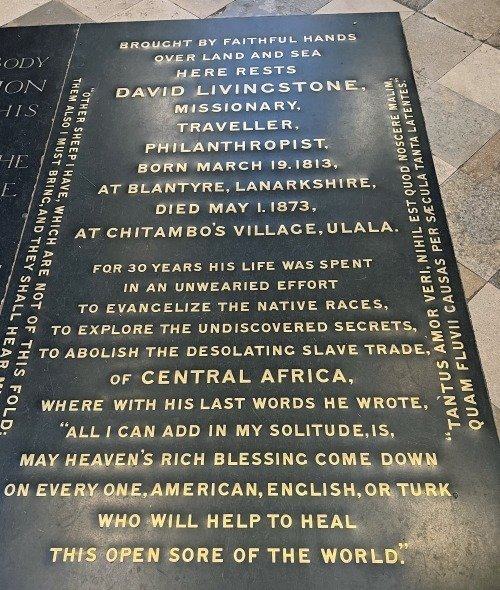 BODY
ION
HIS
HE
E
BROUGHT BY FAITHFUL HANDS
OVER LAND AND SEA
HERE RESTS
DAVID LIVINGSTONE,
MISSIONARY,
TRAVELLER,
PHILANTHROPIST,
BORN MARCH 19. 1813,
AT BLANTYRE, LANARKSHIRE,
DIED MAY 1. 1873,
AT CHITAMBO'S VILLAGE, ULALA.
FOR 30 YEARS HIS LIFE WAS SPENT
IN AN UNWEARIED EFFORT
TO EVANGELIZE THE NATIVE RACES,
TO EXPLORE THE UNDISCOVERED SECRETS,
TO ABOLISH THE DESOLATING SLAVE TRADE,
OF CENTRAL AFRICA,
WHERE WITH HIS LAST WORDS HE WROTE,
"ALL I CAN ADD IN MY SOLITUDE, IS,
MAY HEAVEN'S RICH BLESSING COME DOWN
ON EVERY ONE, AMERICAN, ENGLISH, OR TURK,
WHO WILL HELP TO HEAL
THIS OPEN SORE OF THE WORLD."
"OTHER SHEEP I HAVE, WHICH ARE NOT OF THIS FOLD:
THEM ALSO I MUST BRING, AND THEY SHALL HEAR
"TANTUS AMOR VERI, NIHIL EST QUOD NOSCERE MALIM,
QUAM FLUVII CAUSAS PER SÆCULA TANTA LATENTES."